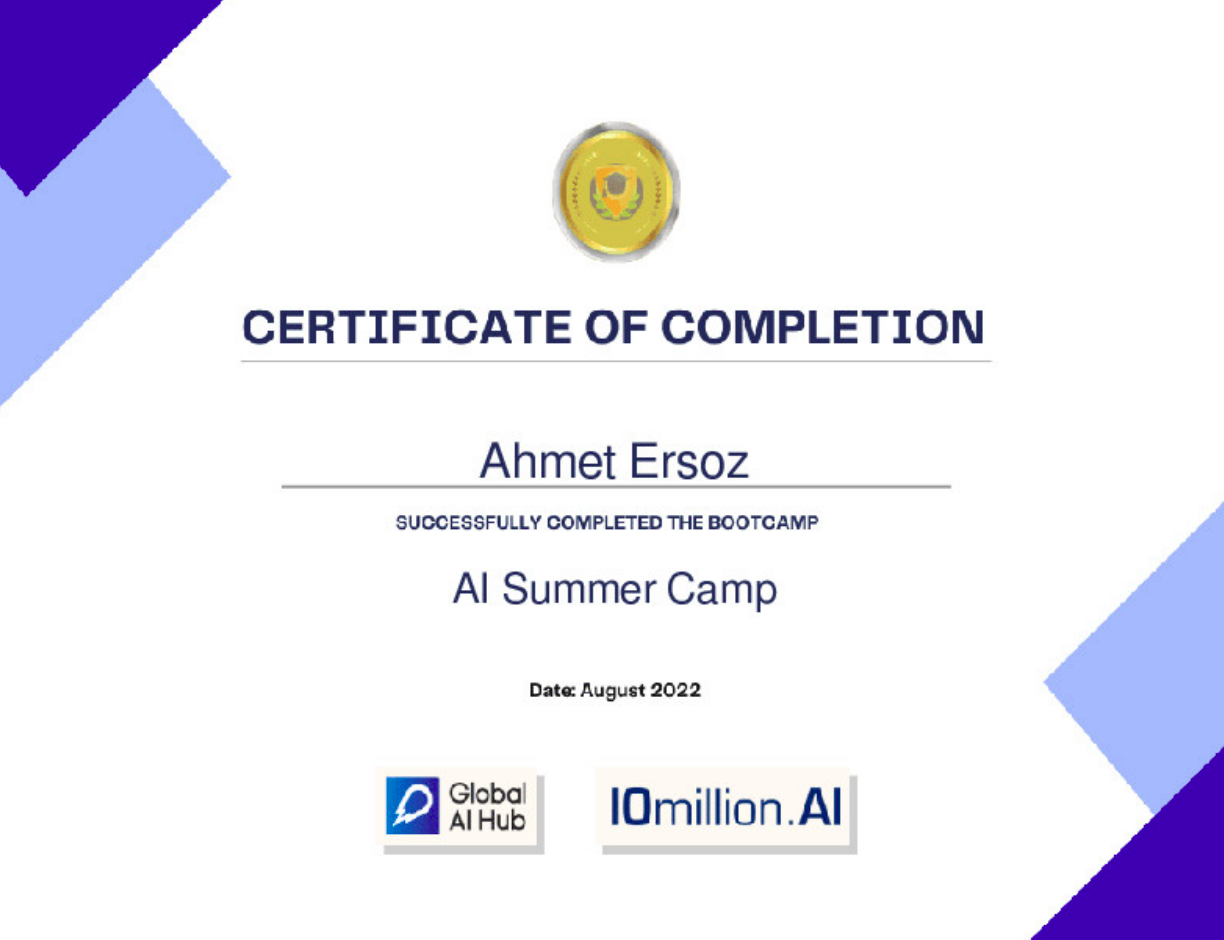 CERTIFICATE OF COMPLETION
Ahmet Ersoz
SUCCESSFULLY COMPLETED THE BOOTCAMP
AI Summer Camp
Date: August 2022
Global
AI Hub
10million.AI